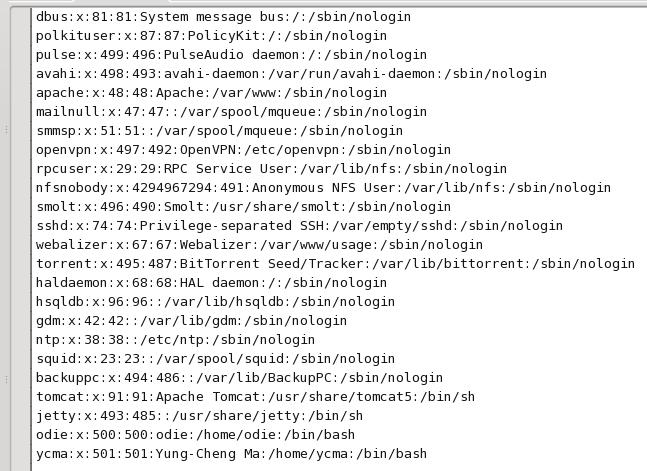 dbus:x:81:81:System message bus:/:/sbin/nologin
polkituser:x:87:87:PolicyKit:/:/sbin/nologin
pulse:x:499:496:PulseAudio daemon:/:/sbin/nologin
avahi:x:498:493:avahi-daemon:/var/run/avahi-daemon:/sbin/nologin
apache:x:48:48:Apache:/var/www:/sbin/nologin
mailnull:x:47:47::/var/spool/mqueue:/sbin/nologin
smmsp:x:51:51::/var/spool/mqueue:/sbin/nologin
openvpn:x:497:492:OpenVPN:/etc/openvpn:/sbin/nologin
rpcuser:x:29:29:RPC Service User:/var/lib/nfs:/sbin/nologin
nfsnobody:x:4294967294:491:Anonymous NFS User:/var/lib/nfs:/sbin/nologin
smolt:x:496:490:Smolt:/usr/share/smolt:/sbin/nologin
sshd:x:74:74:Privilege-separated SSH:/var/empty/sshd:/sbin/nologin
webalizer:x:67:67:Webalizer:/var/www/usage:/sbin/nologin
torrent:x:495:487:BitTorrent Seed/Tracker:/var/lib/bittorrent:/sbin/nologin
haldaemon:x:68:68:HAL daemon:/:/sbin/nologin
hsqldb:x:96:96::/var/lib/hsqldb:/sbin/nologin
gdm:x:42:42::/var/lib/gdm:/sbin/nologin
ntp:x:38:38::/etc/ntp:/sbin/nologin
squid:x:23:23::/var/spool/squid:/sbin/nologin
backuppc:x:494:486::/var/lib/BackupPC:/sbin/nologin
tomcat:x:91:91:Apache Tomcat:/usr/share/tomcat5:/bin/sh
jetty:x:493:485::/usr/share/jetty:/bin/sh
odie:x:500:500:odie:/home/odie:/bin/bash
ycma:x:501:501:Yung-Cheng Ma:/home/ycma:/bin/bash